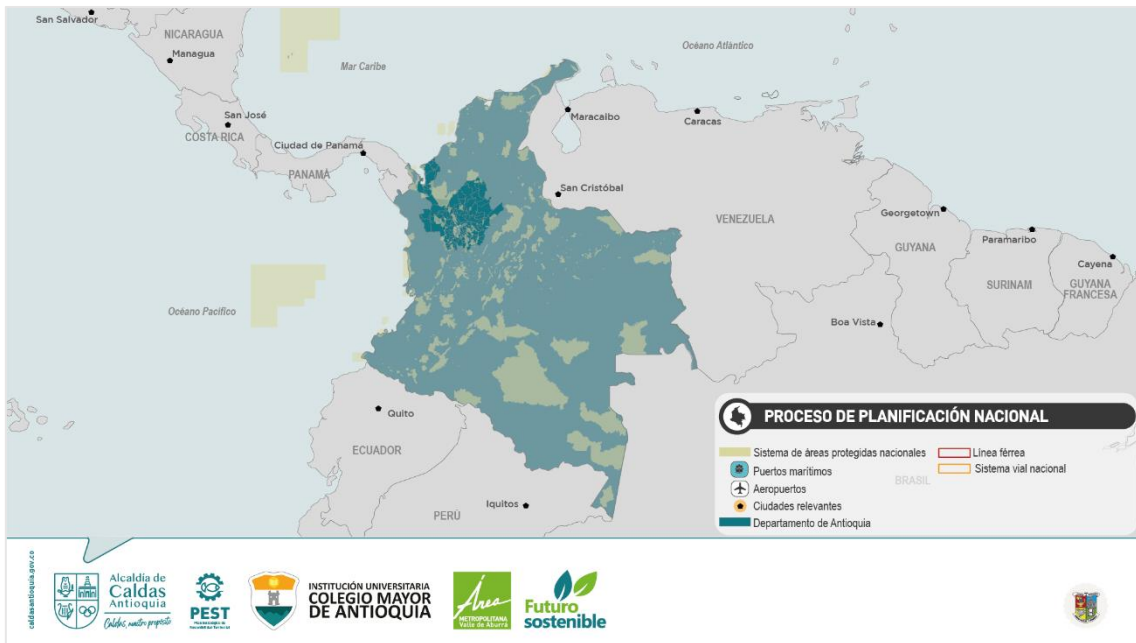 San Salvador
NICARAGUA
Managua
Mar Caribe
Océano Atlántico
San José
COSTA RICA
Ciudad de Panamá
PANAMÁ
Maracaibo
Caracas
San Cristóbal
VENEZUELA
Georgetown
GUYANA
Paramaribo
SURINAM
Cayena
GUYANA
FRANCESA
Océano Pacífico
Boa Vista
Quito
ECUADOR
Iquitos
PERÚ
BRASIL
PROCESO DE PLANIFICACIÓN NACIONAL
Sistema de áreas protegidas nacionales
Puertos marítimos
Aeropuertos
Ciudades relevantes
Departamento de Antioquia
Linea férrea
Sistema vial nacional
caldasantioquia.gov.co
Alcaldía de
Caldas
Antioquia
Caldas, nuestro propósito
PEST
INSTITUCIÓN UNIVERSITARIA
COLEGIO MAYOR
DE ANTIOQUIA
Área
METROPOLITANA
Valle de Aburrá
Futuro
sostenible